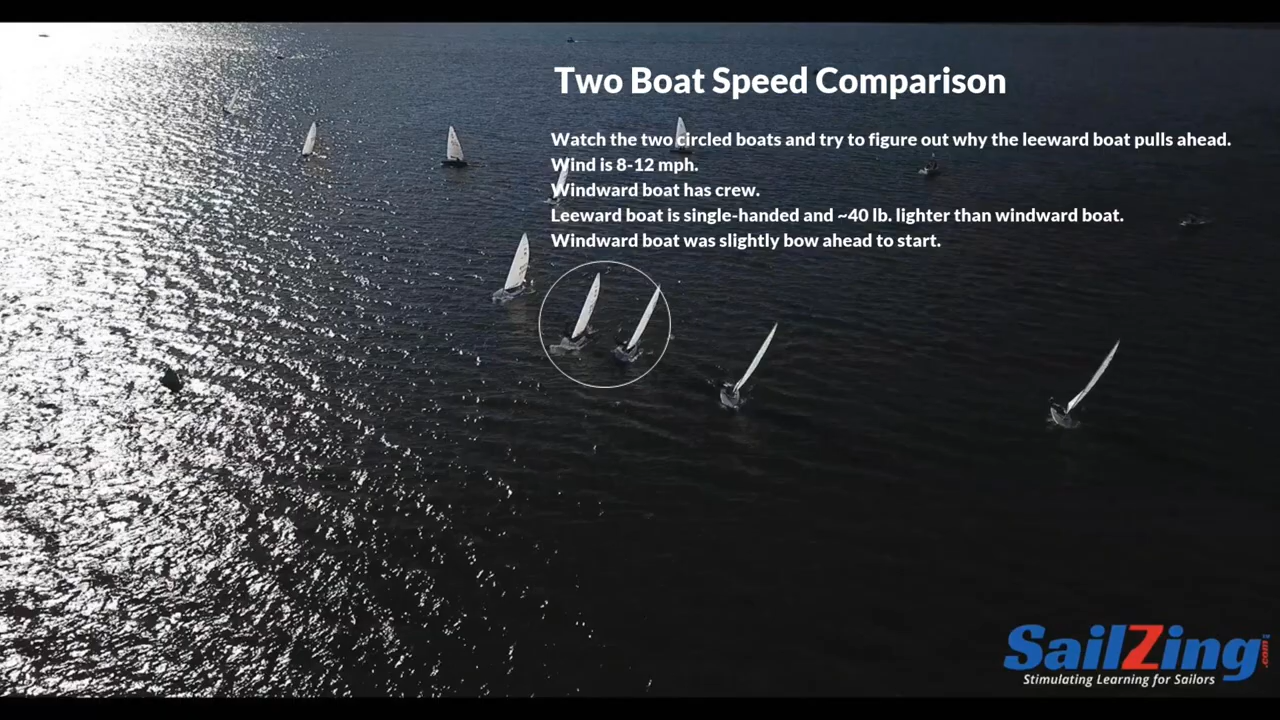 Two Boat Speed Comparison
Watch the two circled boats and try to figure out why the leeward boat pulls ahead.
Wind is 8-12 mph.
Windward boat has crew.
Leeward boat is single-handed and ~40 lb. lighter than windward boat.
Windward boat was slightly bow ahead to start.
SailZing.com
Stimulating Learning for Sailors